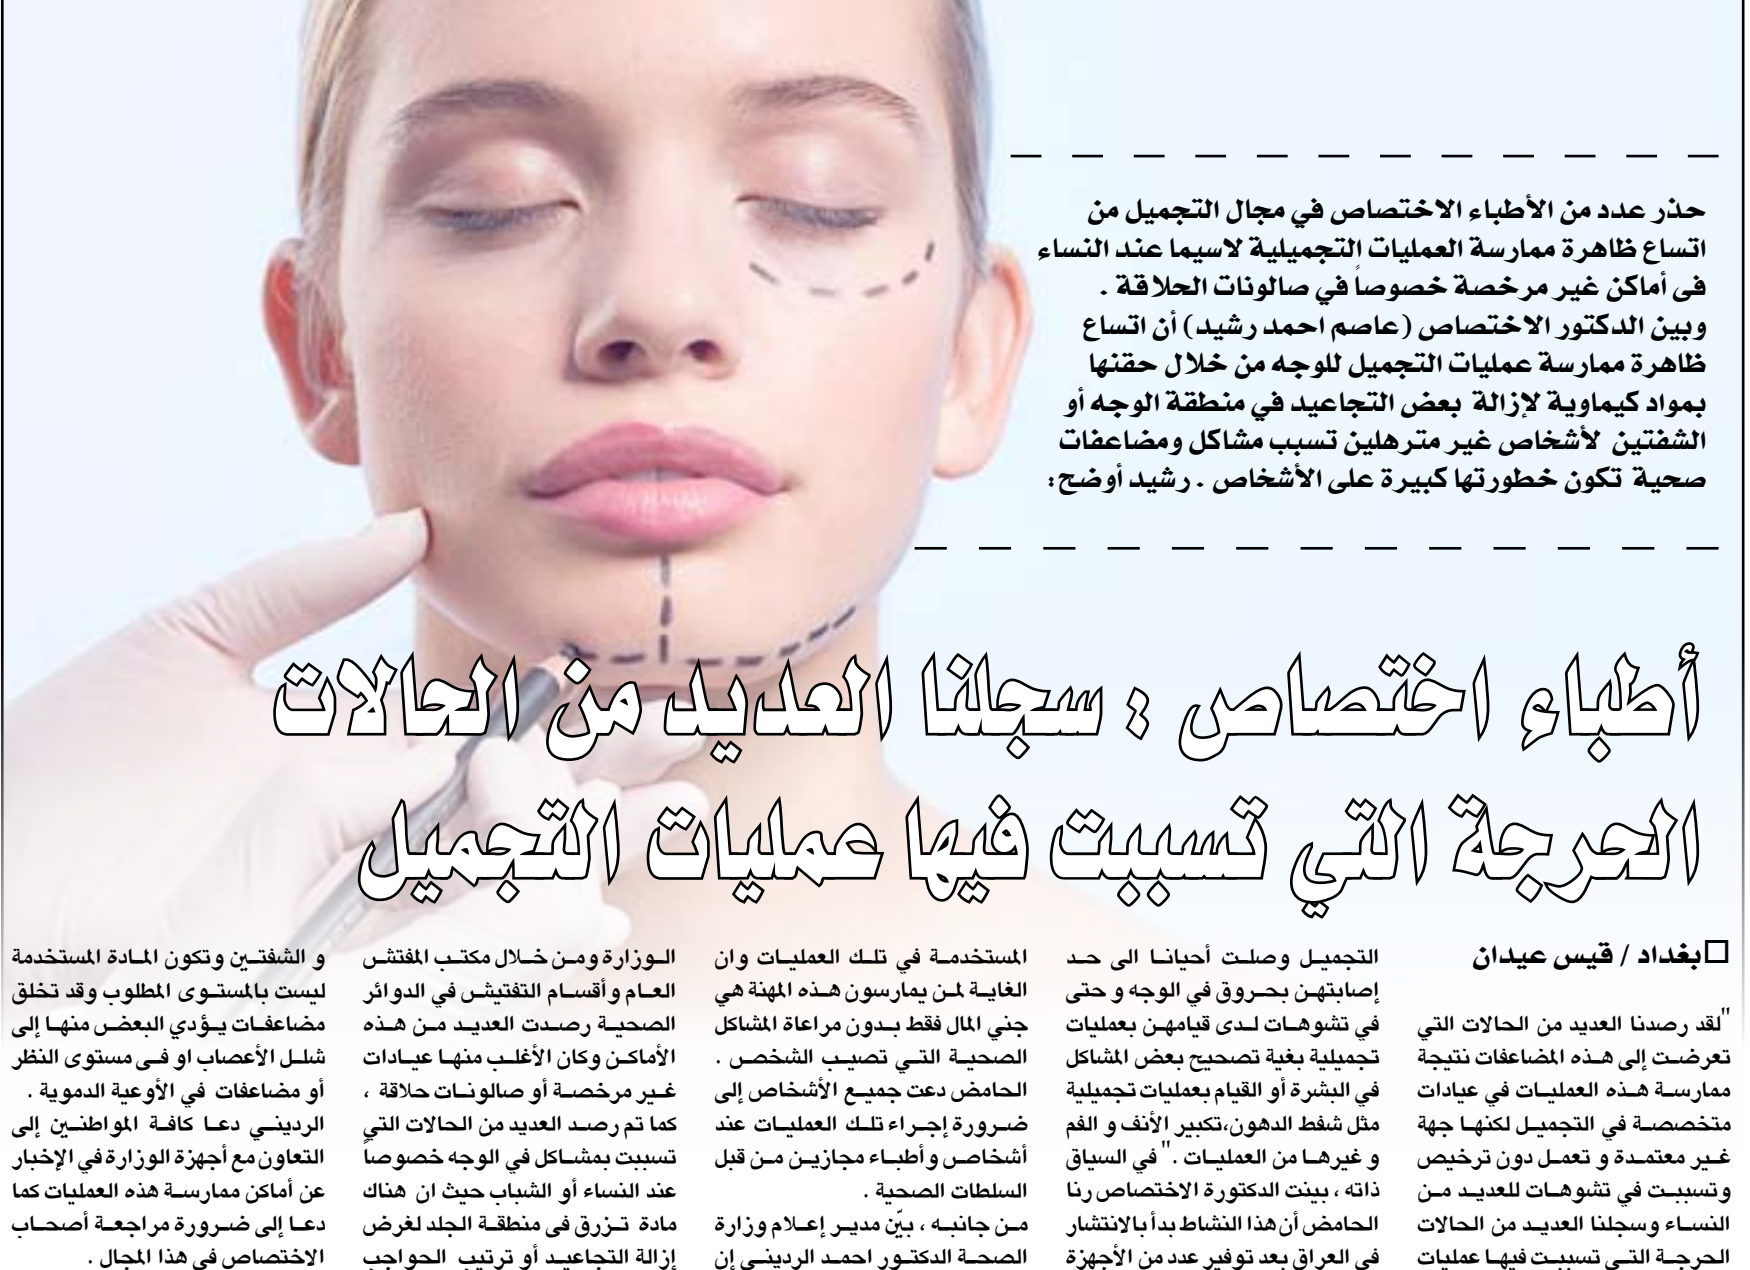 حذر عدد من الأطباء الاختصاص في مجال التجميل من
اتساع ظاهرة ممارسة العمليات التجميلية لاسيما عند النساء
فى أماكن غير مرخصة خصوصاً في صالونات الحلاقة .
وبين الدكتور الاختصاص (عاصم احمد رشيد) أن اتساع
ظاهرة ممارسة عمليات التجميل للوجه من خلال حقنها
بمواد كيماوية لإزالة بعض التجاعيد في منطقة الوجه أو
الشفتين لأشخاص غير مترهلين تسبب مشاكل ومضاعفات
صحية تكون خطورتها كبيرة على الأشخاص . رشيد أوضح:
أطباء اختصاص : سجلنا العديد من الحالات
الحرجة التي تسببت فيها عمليات التجميل
□بغداد / قيس عيدان
"لقد رصدنا العديد من الحالات التي
تعرضت إلى هذه المضاعفات نتيجة
ممارسة هذه العمليات في عيادات
متخصصة في التجميل لكنها جهة
غير معتمدة و تعمل دون ترخيص
وتسببت في تشوهات للعديد من
النساء وسجلنا العديد من الحالات
الحرجة التي تسببت فيها عمليات
التجميل وصلت أحيانا الى حد
إصابتهن بحروق في الوجه و حتى
في تشوهات لدى قيامهن بعمليات
تجميلية بغية تصحيح بعض المشاكل
في البشرة أو القيام بعمليات تجميلية
مثل شفط الدهون،تكبير الأنف و الفم
و غيرها من العمليات ." في السياق
ذاته ، بينت الدكتورة الاختصاص رنا
الحامض أن هذا النشاط بدأ بالانتشار
في العراق بعد توفير عدد من الأجهزة
المستخدمة في تلك العمليات وان
الغاية لمن يمارسون هذه المهنة هي
جني المال فقط بدون مراعاة المشاكل
الصحية التي تصيب الشخص .
الحامض دعت جميع الأشخاص إلى
ضرورة إجراء تلك العمليات عند
أشخاص وأطباء مجازين من قبل
السلطات الصحية .
من جانبه ، بيّن مدير إعلام وزارة
الصحة الدكتور احمد الرديني إن
الوزارة ومن خلال مكتب المفتش
العام وأقسام التفتيش في الدوائر
الصحية رصدت العديد من هذه
الأماكن وكان الأغلب منها عيادات
غير مرخصة أو صالونات حلاقة ،
كما تم رصد العديد من الحالات التي
تسببت بمشاكل في الوجه خصوصاً
عند النساء أو الشباب حيث ان هناك
مادة تزرق فى منطقة الجلد لغرض
إزالة التجاعيد أو ترتيب الحواجب
و الشفتين وتكون المادة المستخدمة
ليست بالمستوى المطلوب وقد تخلق
مضاعفات يؤدي البعض منها إلى
شلل الأعصاب او فى مستوى النظر
أو مضاعفات في الأوعية الدموية .
الرديني دعا كافة المواطنين إلى
التعاون مع أجهزة الوزارة في الإخبار
عن أماكن ممارسة هذه العمليات كما
دعا إلى ضرورة مراجعة أصحاب
الاختصاص في هذا المجال .